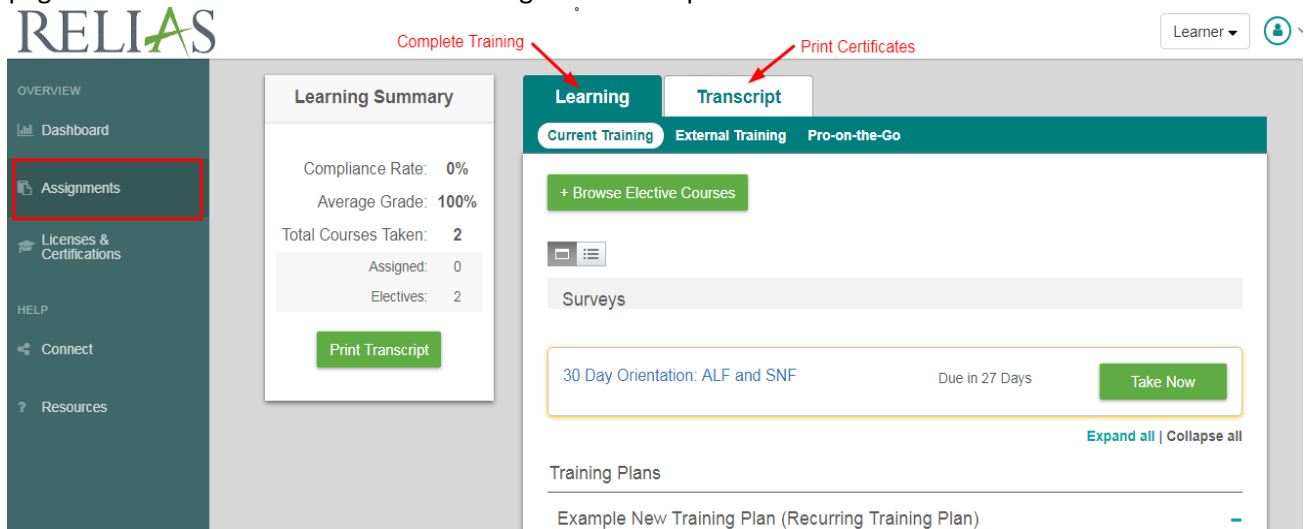 RELIAS
Complete Training
Print Certificates
Learner
OVERVIEW
Dashboard
Assignments
Licenses &
Certifications
HELP
Connect
? Resources
Learning Summary
Compliance Rate: 0%
Average Grade: 100%
Total Courses Taken: 2
Assigned: 0
Electives: 2
Print Transcript
Learning Transcript
Current Training External Training Pro-on-the-Go
+ Browse Elective Courses
Surveys
30 Day Orientation: ALF and SNF Due in 27 Days Take Now
Expand all | Collapse all
Training Plans
Example New Training Plan (Recurring Training Plan)